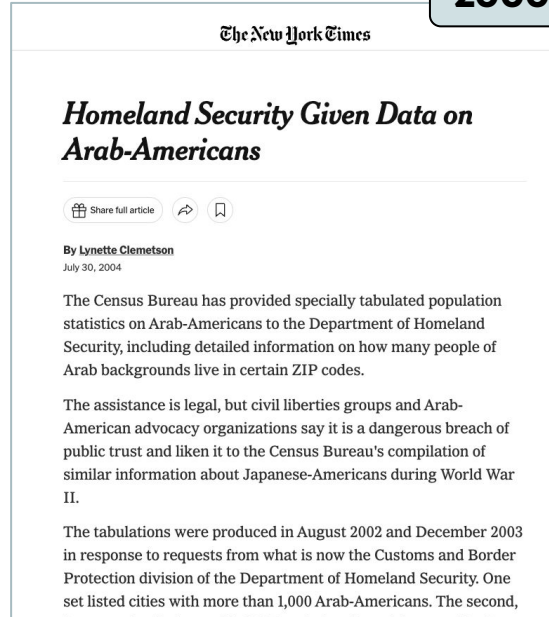 The New York Times
Homeland Security Given Data on
Arab-Americans
Share full article
By Lynette Clemetson
July 30, 2004
The Census Bureau has provided specially tabulated population
statistics on Arab-Americans to the Department of Homeland
Security, including detailed information on how many people of
Arab backgrounds live in certain ZIP codes.
The assistance is legal, but civil liberties groups and Arab-
American advocacy organizations say it is a dangerous breach of
public trust and liken it to the Census Bureau's compilation of
similar information about Japanese-Americans during World War
II.
The tabulations were produced in August 2002 and December 2003
in response to requests from what is now the Customs and Border
Protection division of the Department of Homeland Security. One
set listed cities with more than 1,000 Arab-Americans. The second,